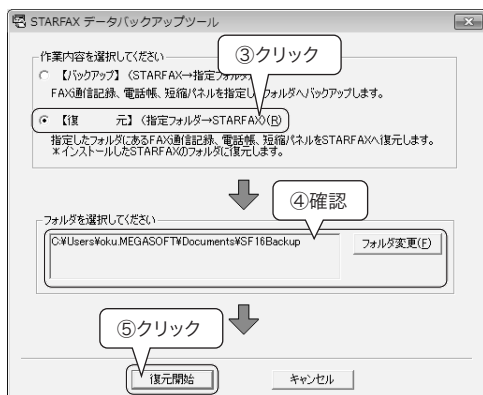 STARFAX データバックアップツール
作業内容を選択してください
③クリック
【バックアップ】 (STARFAX→指定フォルダ)
FAX通信記録、電話帳、短縮パネルを指定しフォルダへバックアップします。
【復 元】 (指定フォルダ→STARFAX)(R)
指定したフォルダにあるFAX通信記録、電話帳、短縮パネルをSTARFAXへ復元します。
※インストールしたSTARFAXのフォルダに復元します。
④確認
フォルダを選択してください
C:¥Users¥oku.MEGASOFT¥Documents¥SF16Backup
フォルダ変更(F)
⑤クリック
復元開始
キャンセル